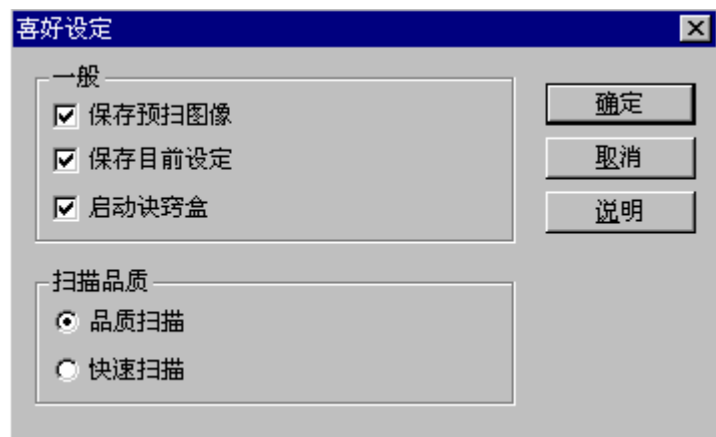 喜好设定
一般
保存预扫图像
保存目前设定
启动诀窍盒
扫描品质
品质扫描
快速扫描
确定
取消
说明